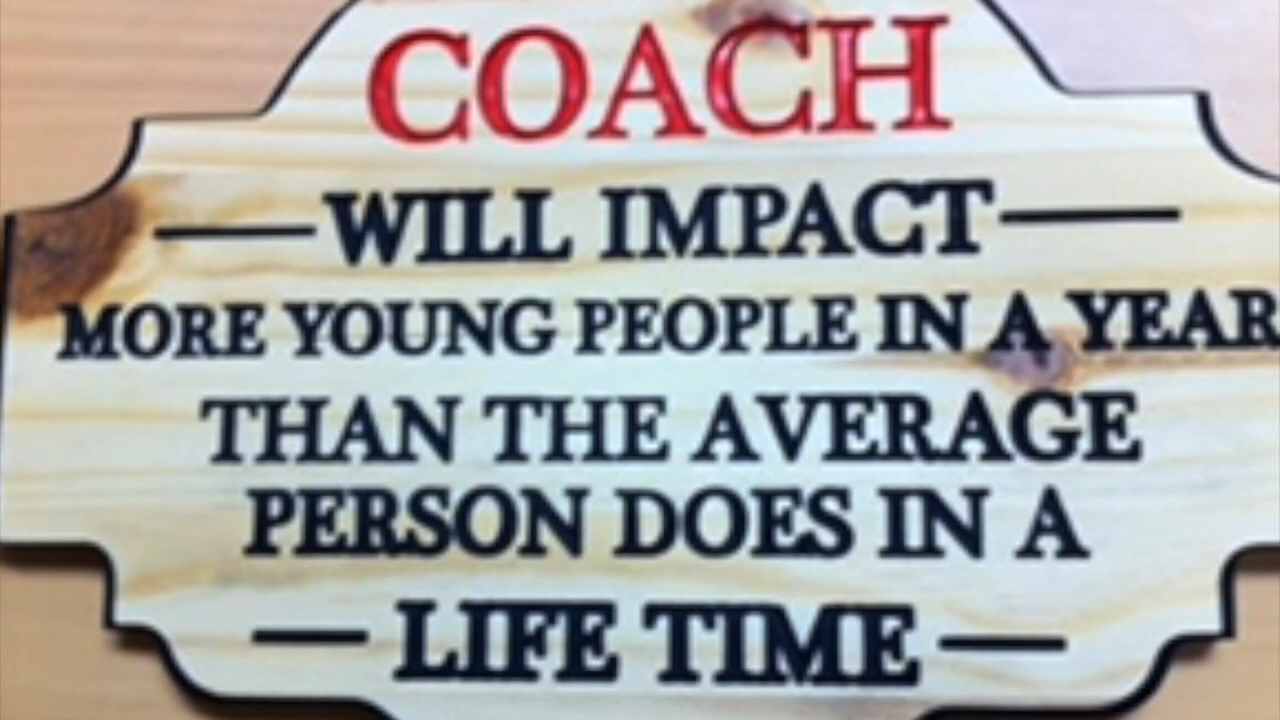 COACH
WILL IMPACT
MORE YOUNG PEOPLE IN A YEAR
THAN THE AVERAGE
PERSON DOES IN A
LIFE TIME